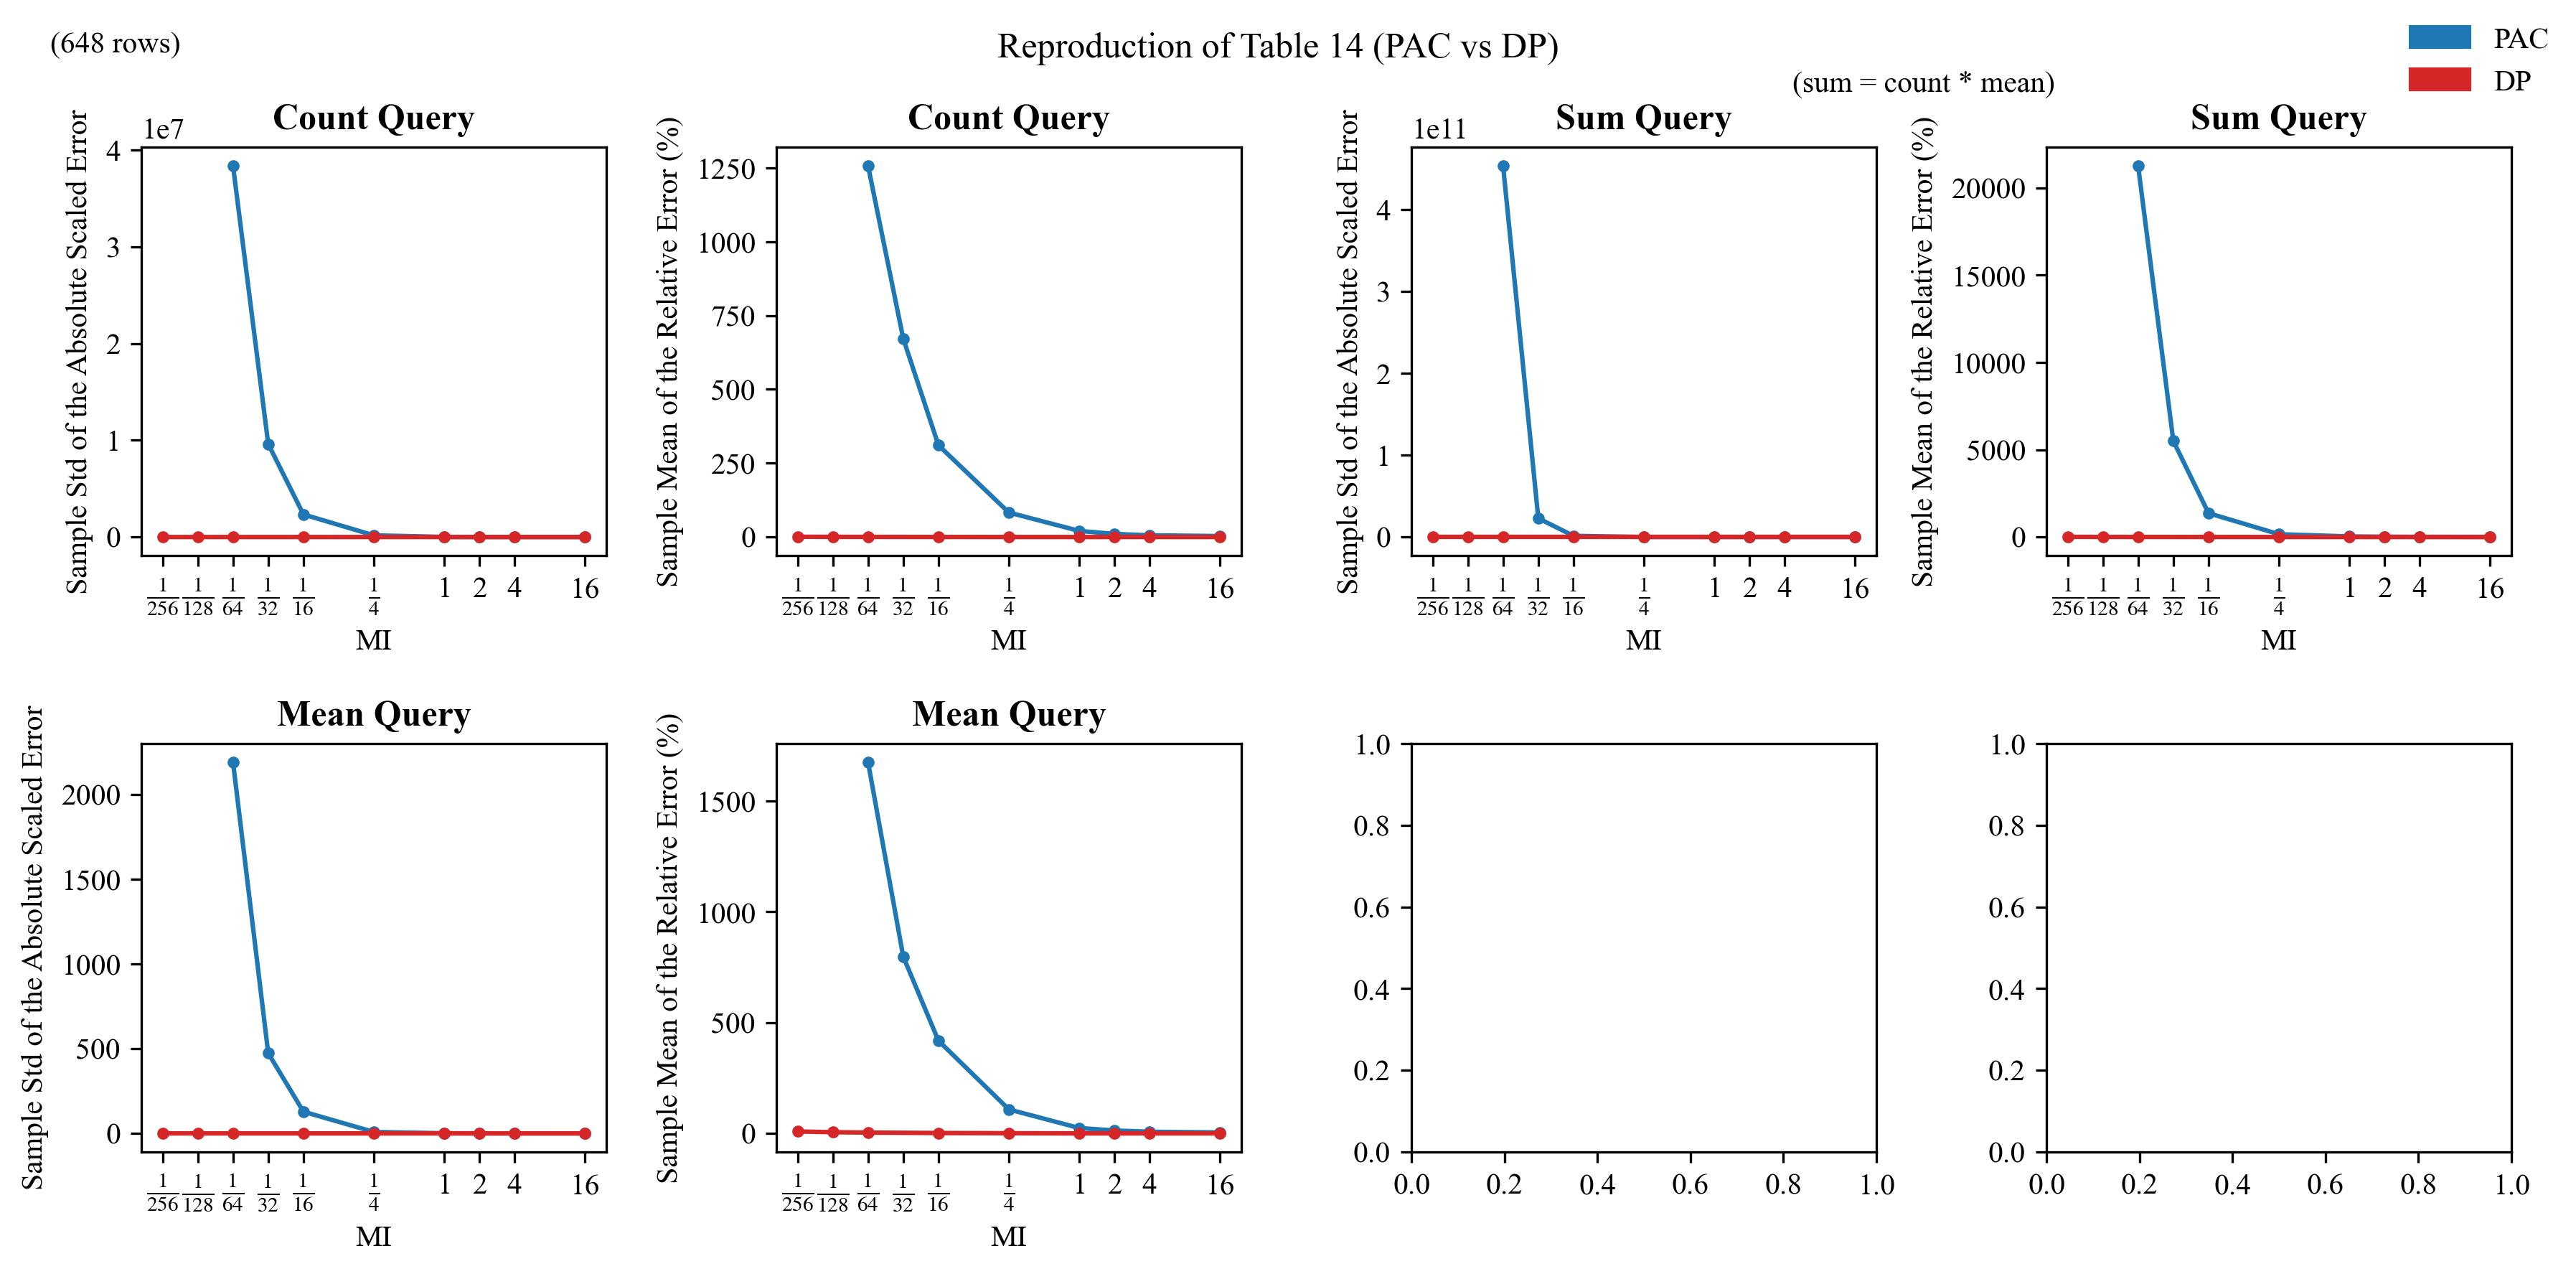 (648 rows)
Reproduction of Table 14 (PAC vs DP)
PAC
DP
(sum = count * mean)
Count Query
1e7
Sample Std of the Absolute Scaled Error
4
3
2
1
0
1/256 1/128 1/64 1/32 1/16 1/4 1 2 4 16
MI
Count Query
Sample Mean of the Relative Error (%)
1250
1000
750
500
250
0
1/256 1/128 1/64 1/32 1/16 1/4 1 2 4 16
MI
Sum Query
1e11
Sample Std of the Absolute Scaled Error
4
3
2
1
0
1/256 1/128 1/64 1/32 1/16 1/4 1 2 4 16
MI
Sum Query
Sample Mean of the Relative Error (%)
20000
15000
10000
5000
0
1/256 1/128 1/64 1/32 1/16 1/4 1 2 4 16
MI
Mean Query
Sample Std of the Absolute Scaled Error
2000
1500
1000
500
0
1/256 1/128 1/64 1/32 1/16 1/4 1 2 4 16
MI
Mean Query
Sample Mean of the Relative Error (%)
1500
1000
500
0
1/256 1/128 1/64 1/32 1/16 1/4 1 2 4 16
MI
1.0
0.8
0.6
0.4
0.2
0.0
0.0 0.2 0.4 0.6 0.8 1.0
1.0
0.8
0.6
0.4
0.2
0.0
0.0 0.2 0.4 0.6 0.8 1.0